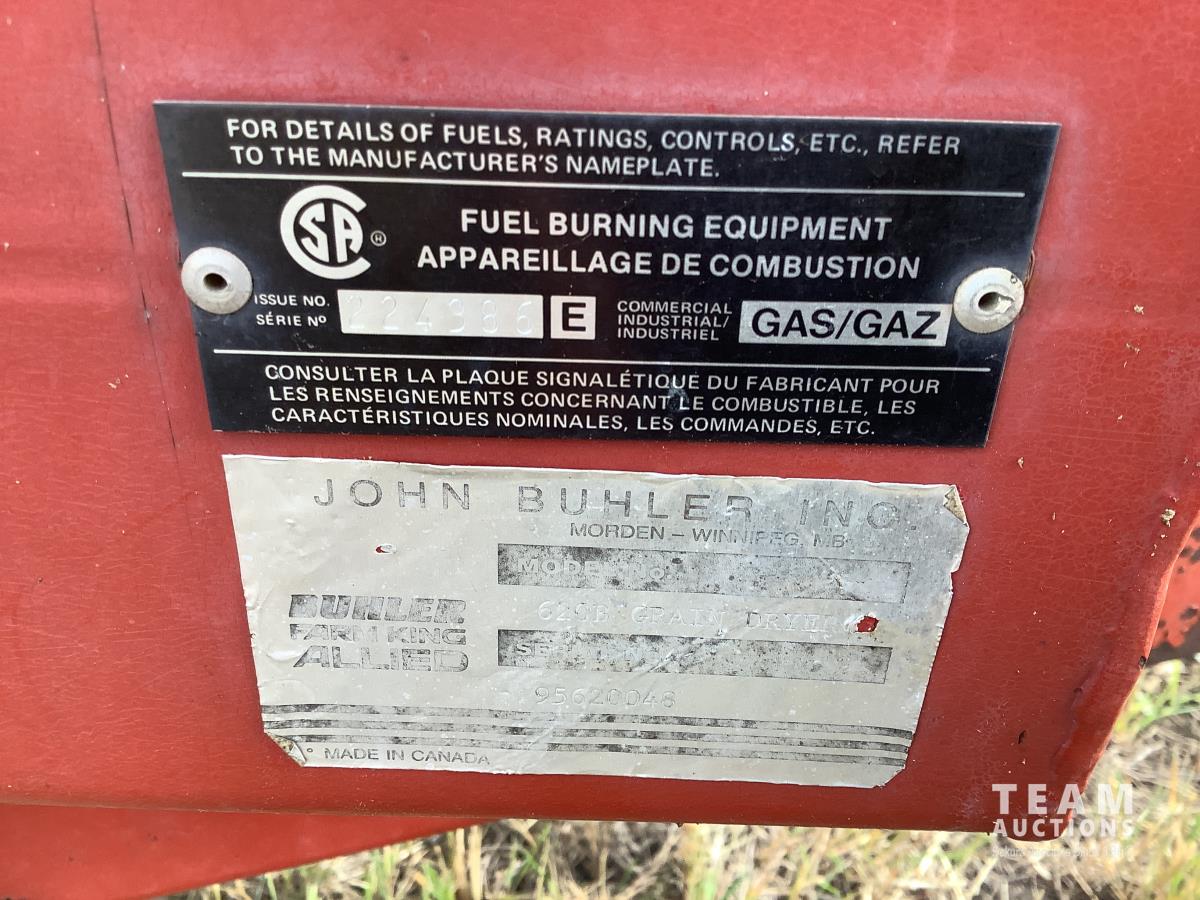 FOR DETAILS OF FUELS, RATINGS, CONTROLS, ETC., REFER
TO THE MANUFACTURER'S NAMEPLATE.
CSA ®
FUEL BURNING EQUIPMENT
APPAREILLAGE DE COMBUSTION
ISSUE NO.
SÉRIE Nº
224986 E
COMMERCIAL
INDUSTRIAL/
INDUSTRIEL
GAS/GAZ
CONSULTER LA PLAQUE SIGNALÉTIQUE DU FABRICANT POUR
LES RENSEIGNEMENTS CONCERNANT LE COMBUSTIBLE, LES
CARACTÉRISTIQUES NOMINALES, LES COMMANDES, ETC.
JOHN BUHLER INC.
MORDEN – WINNIPEG, MB
BUHLER
FARM KING
ALLIED
620B GRAIN DRYER
95620048
MADE IN CANADA
TEAM
AUCTIONS